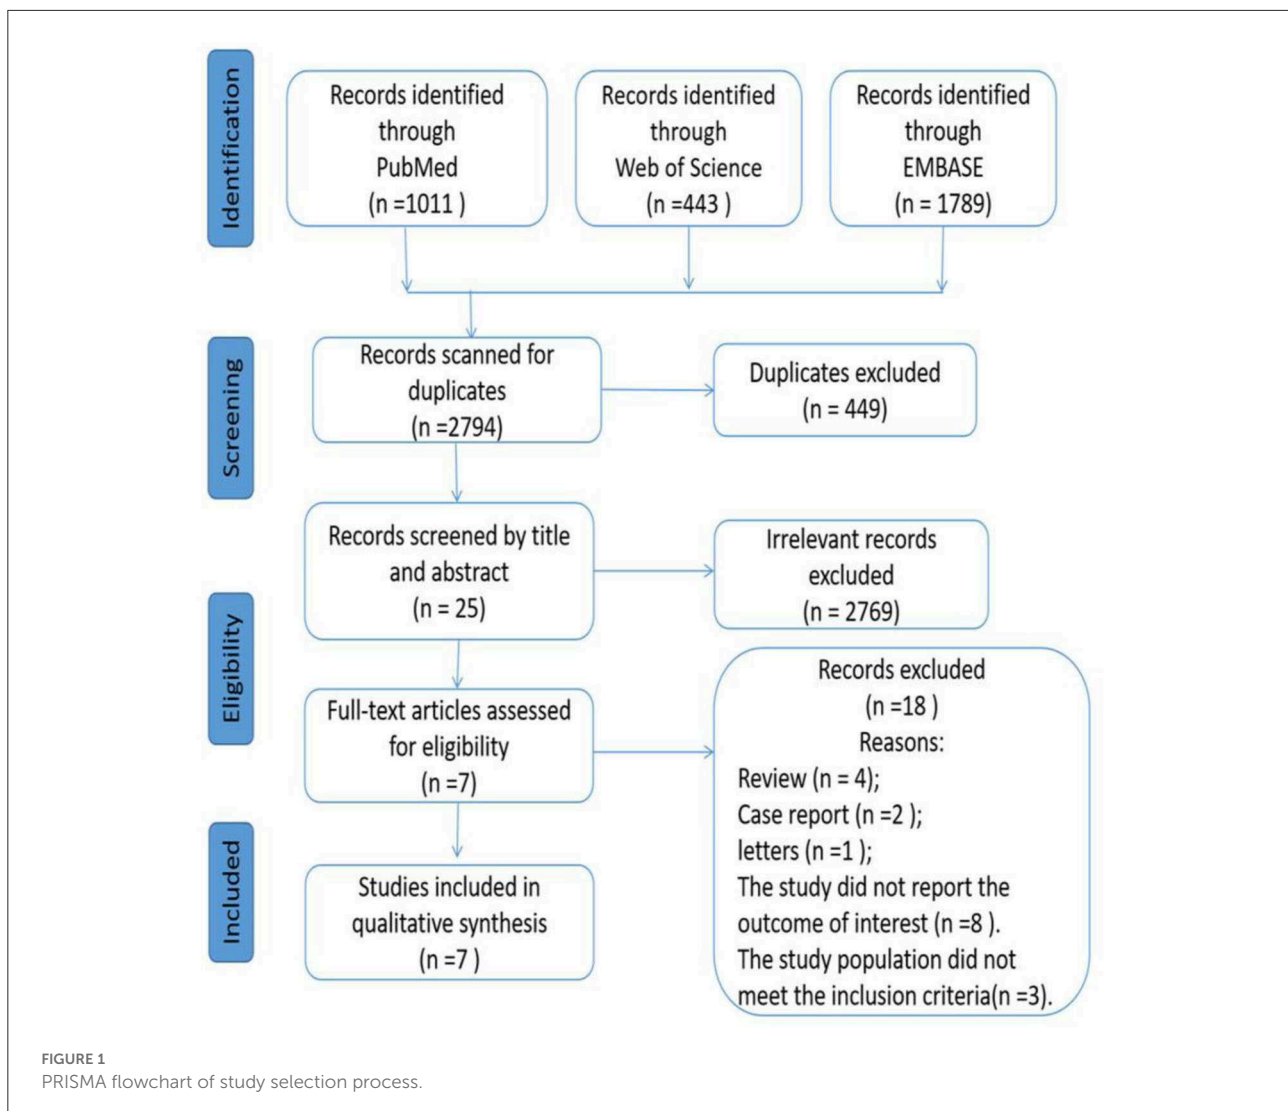 Identification
Records identified
through
PubMed
(n =1011 )
Records identified
through
Web of Science
(n =443 )
Records identified
through
EMBASE
(n = 1789)
Screening
Records scanned for
duplicates
(n =2794)
Duplicates excluded
(n = 449)
Records screened by title
and abstract
(n = 25)
Irrelevant records
excluded
(n = 2769)
Eligibility
Full-text articles assessed
for eligibility
(n =7)
Records excluded
(n =18 )
Reasons:
Review (n = 4);
Case report (n =2 );
letters (n =1 );
The study did not report the
outcome of interest (n =8 ).
The study population did not
meet the inclusion criteria(n =3).
Included
Studies included in
qualitative synthesis
(n =7 )
FIGURE 1
PRISMA flowchart of study selection process.